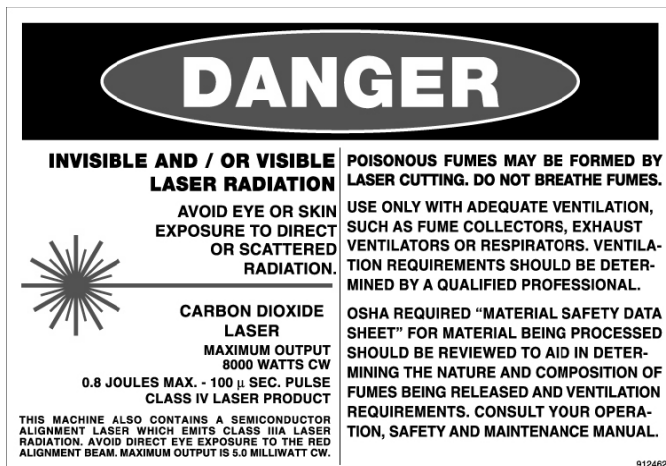 DANGER
INVISIBLE AND / OR VISIBLE
LASER RADIATION
AVOID EYE OR SKIN
EXPOSURE TO DIRECT
OR SCATTERED
RADIATION.
CARBON DIOXIDE
LASER
MAXIMUM OUTPUT
8000 WATTS CW
0.8 JOULES MAX. - 100 µ SEC. PULSE
CLASS IV LASER PRODUCT
THIS MACHINE ALSO CONTAINS A SEMICONDUCTOR
ALIGNMENT LASER WHICH EMITS CLASS IIIA LASER
RADIATION. AVOID DIRECT EYE EXPOSURE TO THE RED
ALIGNMENT BEAM. MAXIMUM OUTPUT IS 5.0 MILLIWATT CW.
POISONOUS FUMES MAY BE FORMED BY
LASER CUTTING. DO NOT BREATHE FUMES.
USE ONLY WITH ADEQUATE VENTILATION,
SUCH AS FUME COLLECTORS, EXHAUST
VENTILATORS OR RESPIRATORS. VENTILA-
TION REQUIREMENTS SHOULD BE DETER-
MINED BY A QUALIFIED PROFESSIONAL.
OSHA REQUIRED “MATERIAL SAFETY DATA
SHEET” FOR MATERIAL BEING PROCESSED
SHOULD BE REVIEWED TO AID IN DETER-
MINING THE NATURE AND COMPOSITION OF
FUMES BEING RELEASED AND VENTILATION
REQUIREMENTS. CONSULT YOUR OPERA-
TION, SAFETY AND MAINTENANCE MANUAL.
912462